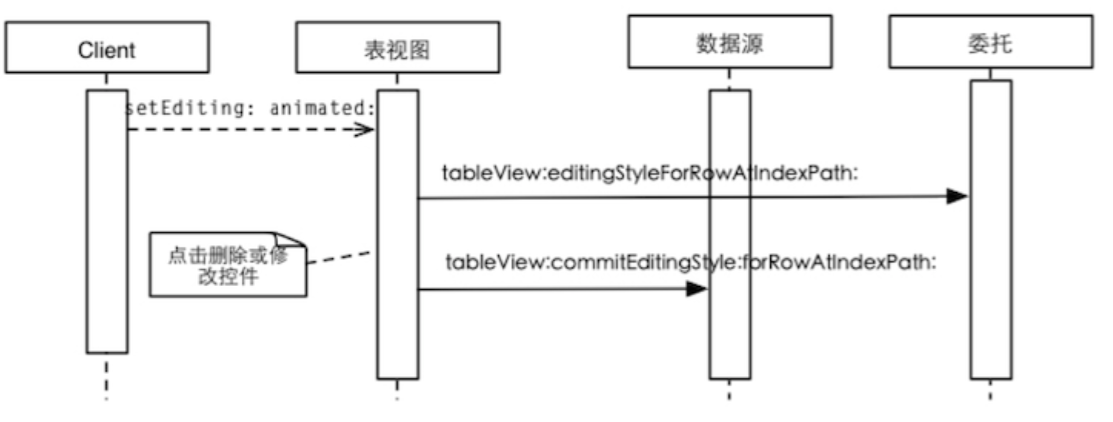 Client
表视图
数据源
委托
setEditing: animated:
tableView:editingStyleForRowAtIndexPath:
点击删除或修
改控件
tableView:commitEditingStyle:forRowAtIndexPath: